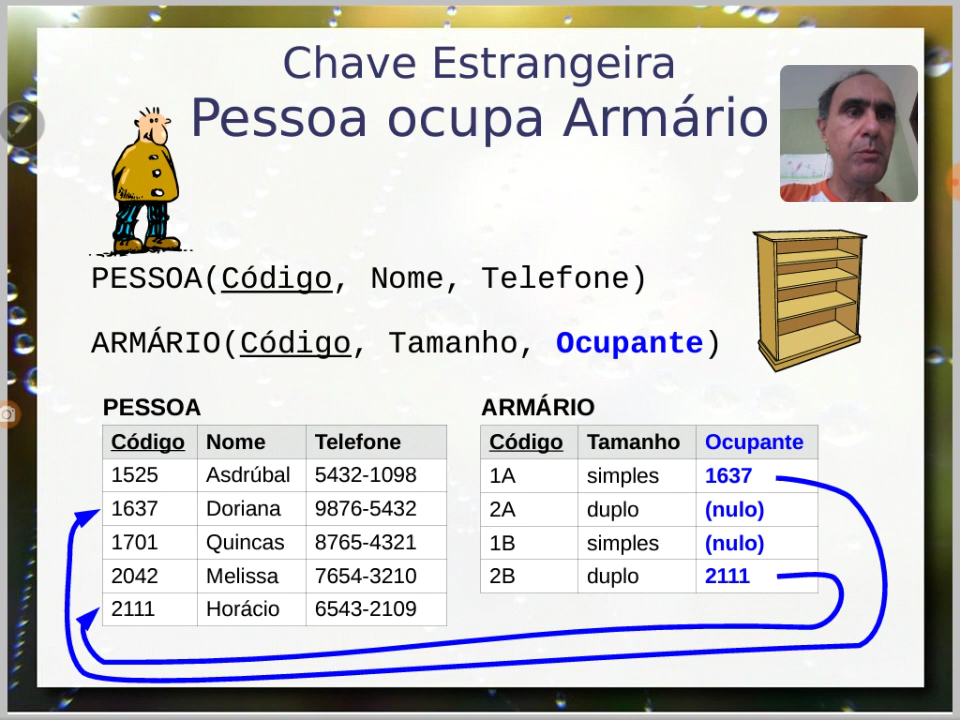 Chave Estrangeira
Pessoa ocupa Armário
PESSOA(Código, Nome, Telefone)
ARMÁRIO(Código, Tamanho, Ocupante)
PESSOA
Código Nome Telefone
1525 Asdrúbal 5432-1098
1637 Doriana 9876-5432
1701 Quincas 8765-4321
2042 Melissa 7654-3210
2111 Horácio 6543-2109
ARMÁRIO
Código Tamanho Ocupante
1A simples 1637
2A duplo (nulo)
1B simples (nulo)
2B duplo 2111